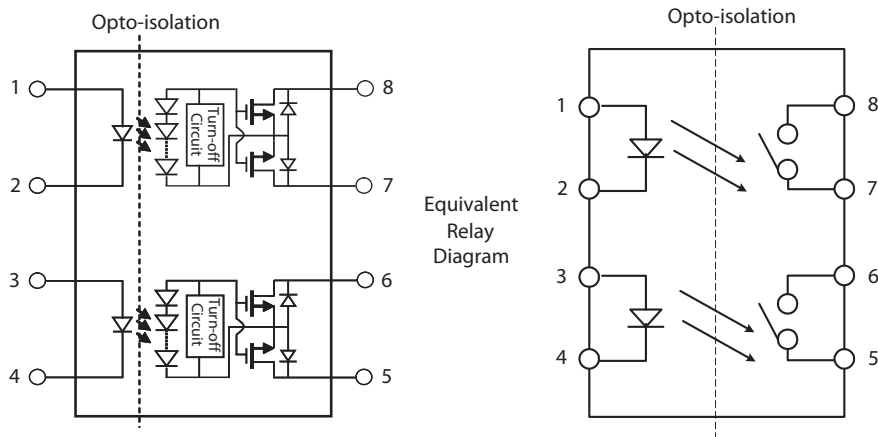 Opto-isolation
1
2
3
4
8
7
6
5
Turn-off
Circuit
Turn-off
Circuit
Equivalent
Relay
Diagram
Opto-isolation
1
2
3
4
8
7
6
5